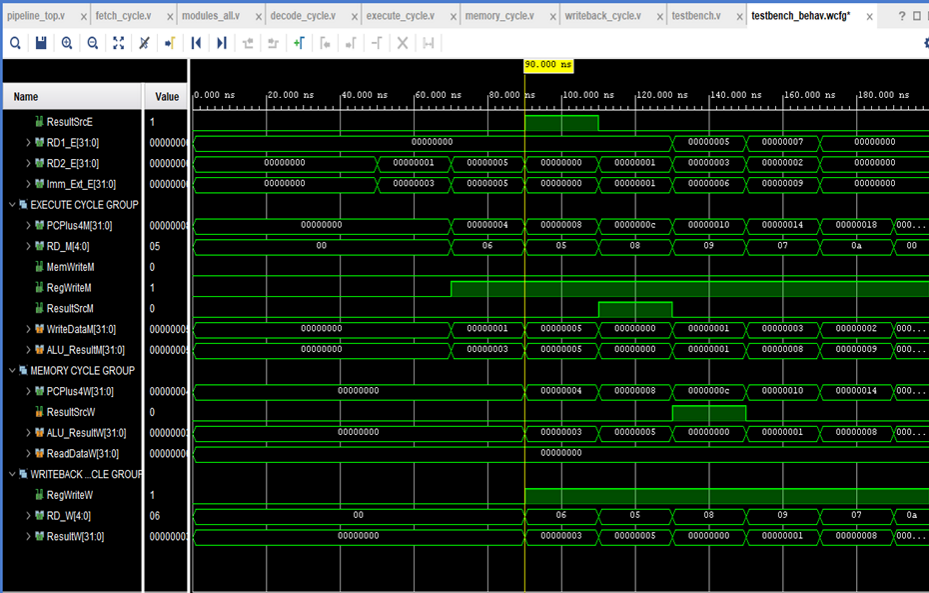 pipeline_top.v × fetch_cycle.v × modules_all.v × decode_cycle.v × execute_cycle.v × memory_cycle.v × writeback_cycle.v × testbench.v × testbench_behav.wcfg* × ?
90.000 ns
Name Value 0.000 ns 20.000 ns 40.000 ns 60.000 ns 80.000 ns 100.000 ns 120.000 ns 140.000 ns 160.000 ns 180.000 ns
ResultSrcE 1
RD1_E[31:0] 0000000 00000000 00000005 00000007 00000000
RD2_E[31:0] 0000000 00000000 00000001 00000005 00000000 00000001 00000003 00000002 00000000
Imm_Ext_E[31:0] 0000000 00000000 00000003 00000005 00000000 00000001 00000006 00000009 00000000
EXECUTE CYCLE GROUP
PCPlus4M[31:0] 00000008 00000000 00000004 00000008 0000000c 00000010 00000014 00000018 000...
RD_M[4:0] 05 00 06 05 08 09 07 0a 00
MemWriteM 0
RegWriteM 1
ResultSrcM 0
WriteDataM[31:0] 00000005 00000000 00000001 00000005 00000000 00000001 00000003 00000002 000...
ALU_ResultM[31:0] 00000005 00000000 00000003 00000005 00000000 00000001 00000008 00000009 000...
MEMORY CYCLE GROUP
PCPlus4W[31:0] 00000004 00000000 00000004 00000008 0000000c 00000010 00000014 000...
ResultSrcW 0
ALU_ResultW[31:0] 00000003 00000000 00000003 00000005 00000000 00000001 00000008 000...
ReadDataW[31:0] 0000000 00000000
WRITEBACK ...CLE GROUP
RegWriteW 1
RD_W[4:0] 06 00 06 05 08 09 07 0a
ResultW[31:0] 00000003 00000000 00000003 00000005 00000000 00000001 00000008 000...